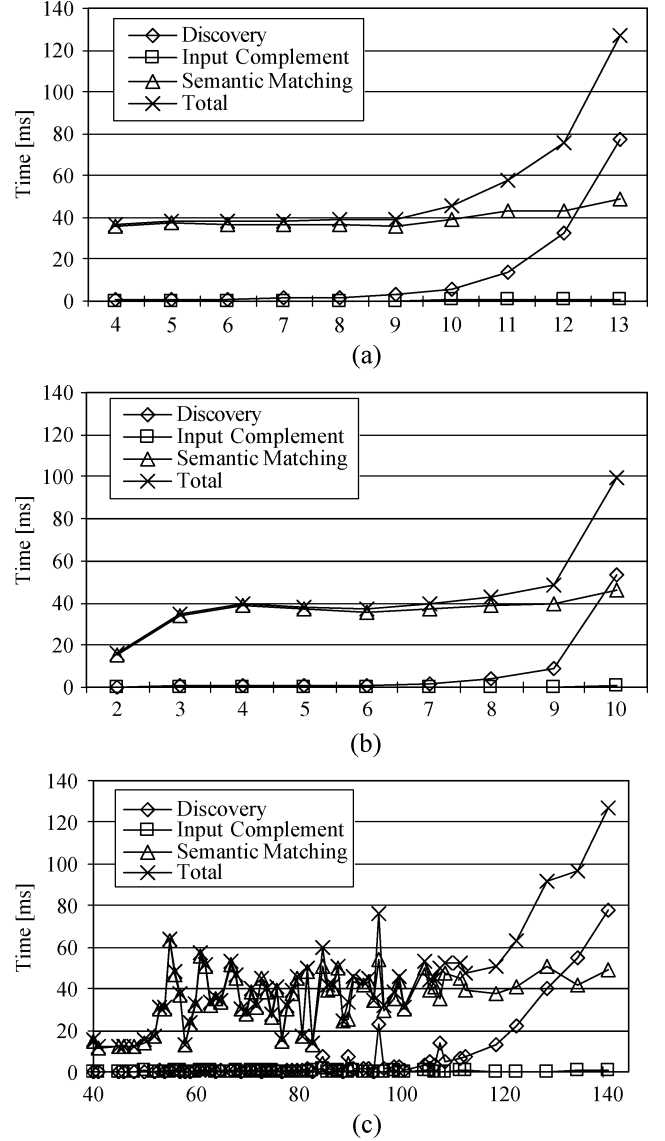 140
120
100
80
60
40
20
0
Time [ms]
Discovery
Input Complement
Semantic Matching
Total
4 5 6 7 8 9 10 11 12 13
(a)
140
120
100
80
60
40
20
0
Time [ms]
Discovery
Input Complement
Semantic Matching
Total
2 3 4 5 6 7 8 9 10
(b)
140
120
100
80
60
40
20
0
Time [ms]
Discovery
Input Complement
Semantic Matching
Total
40 60 80 100 120 140
(c)